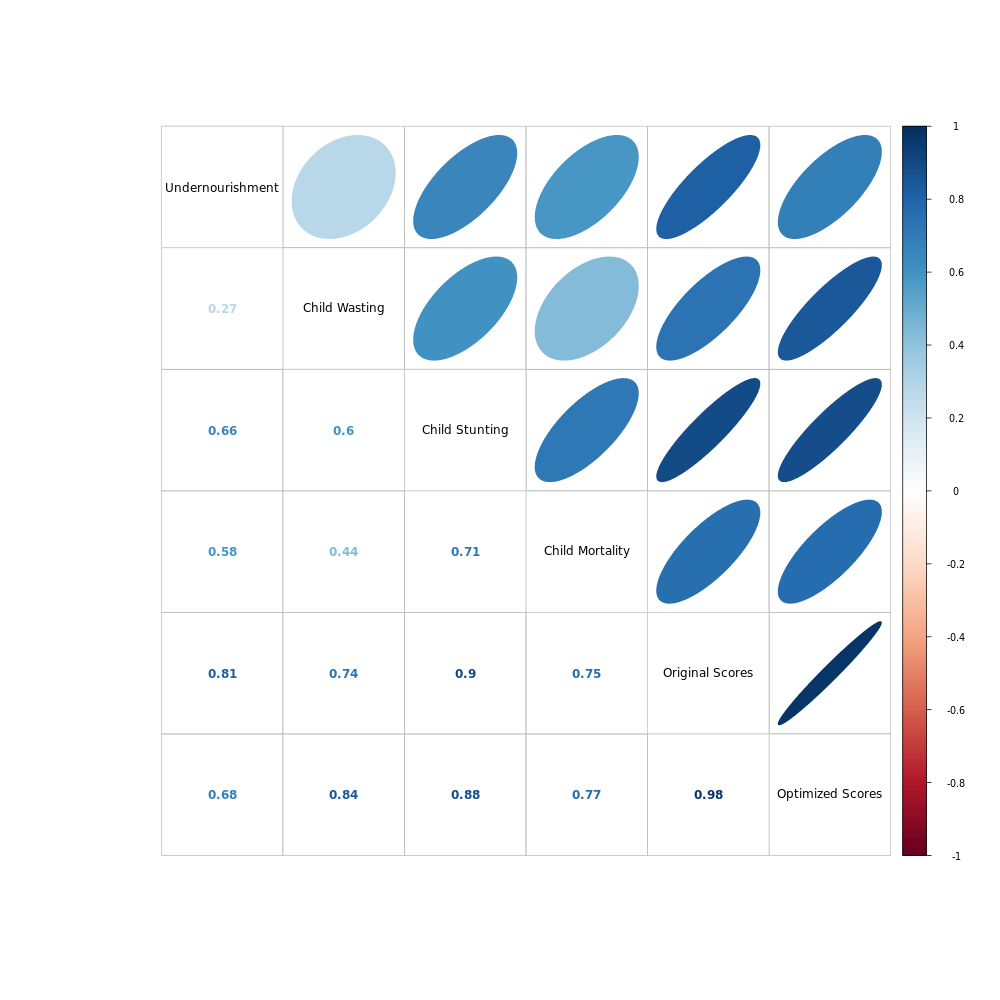 1
Undernourishment
0.8
0.27 Child Wasting
0.6
0.4
0.66 0.6 Child Stunting
0.2
0
0.58 0.44 0.71 Child Mortality
-0.2
-0.4
0.81 0.74 0.9 0.75 Original Scores
-0.6
-0.8
0.68 0.84 0.88 0.77 0.98 Optimized Scores
-1